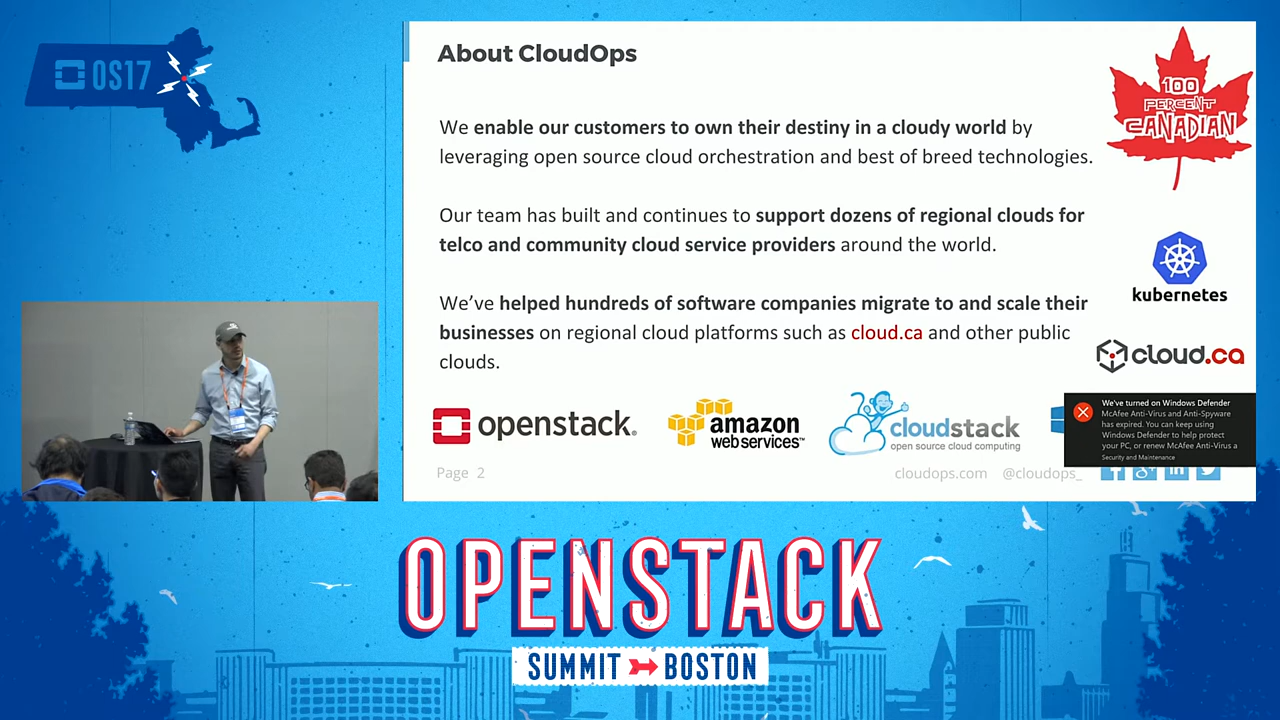 OS17
About CloudOps
100
PERCENT
CANADIAN
We enable our customers to own their destiny in a cloudy world by
leveraging open source cloud orchestration and best of breed technologies.
Our team has built and continues to support dozens of regional clouds for
telco and community cloud service providers around the world.
kubernetes
We've helped hundreds of software companies migrate to and scale their
businesses on regional cloud platforms such as cloud.ca and other public
clouds.
cloud.ca
openstack.
amazon
web services™
cloudstack
open source cloud computing
We've turned on Windows Defender
McAfee Anti-Virus and Anti-Spyware
has expired. You can keep using
Windows Defender to help protect
your PC, or renew McAfee Anti-Virus a
Security and Maintenance
Page 2
cloudops.com @cloudops_
OPENSTACK
SUMMIT BOSTON